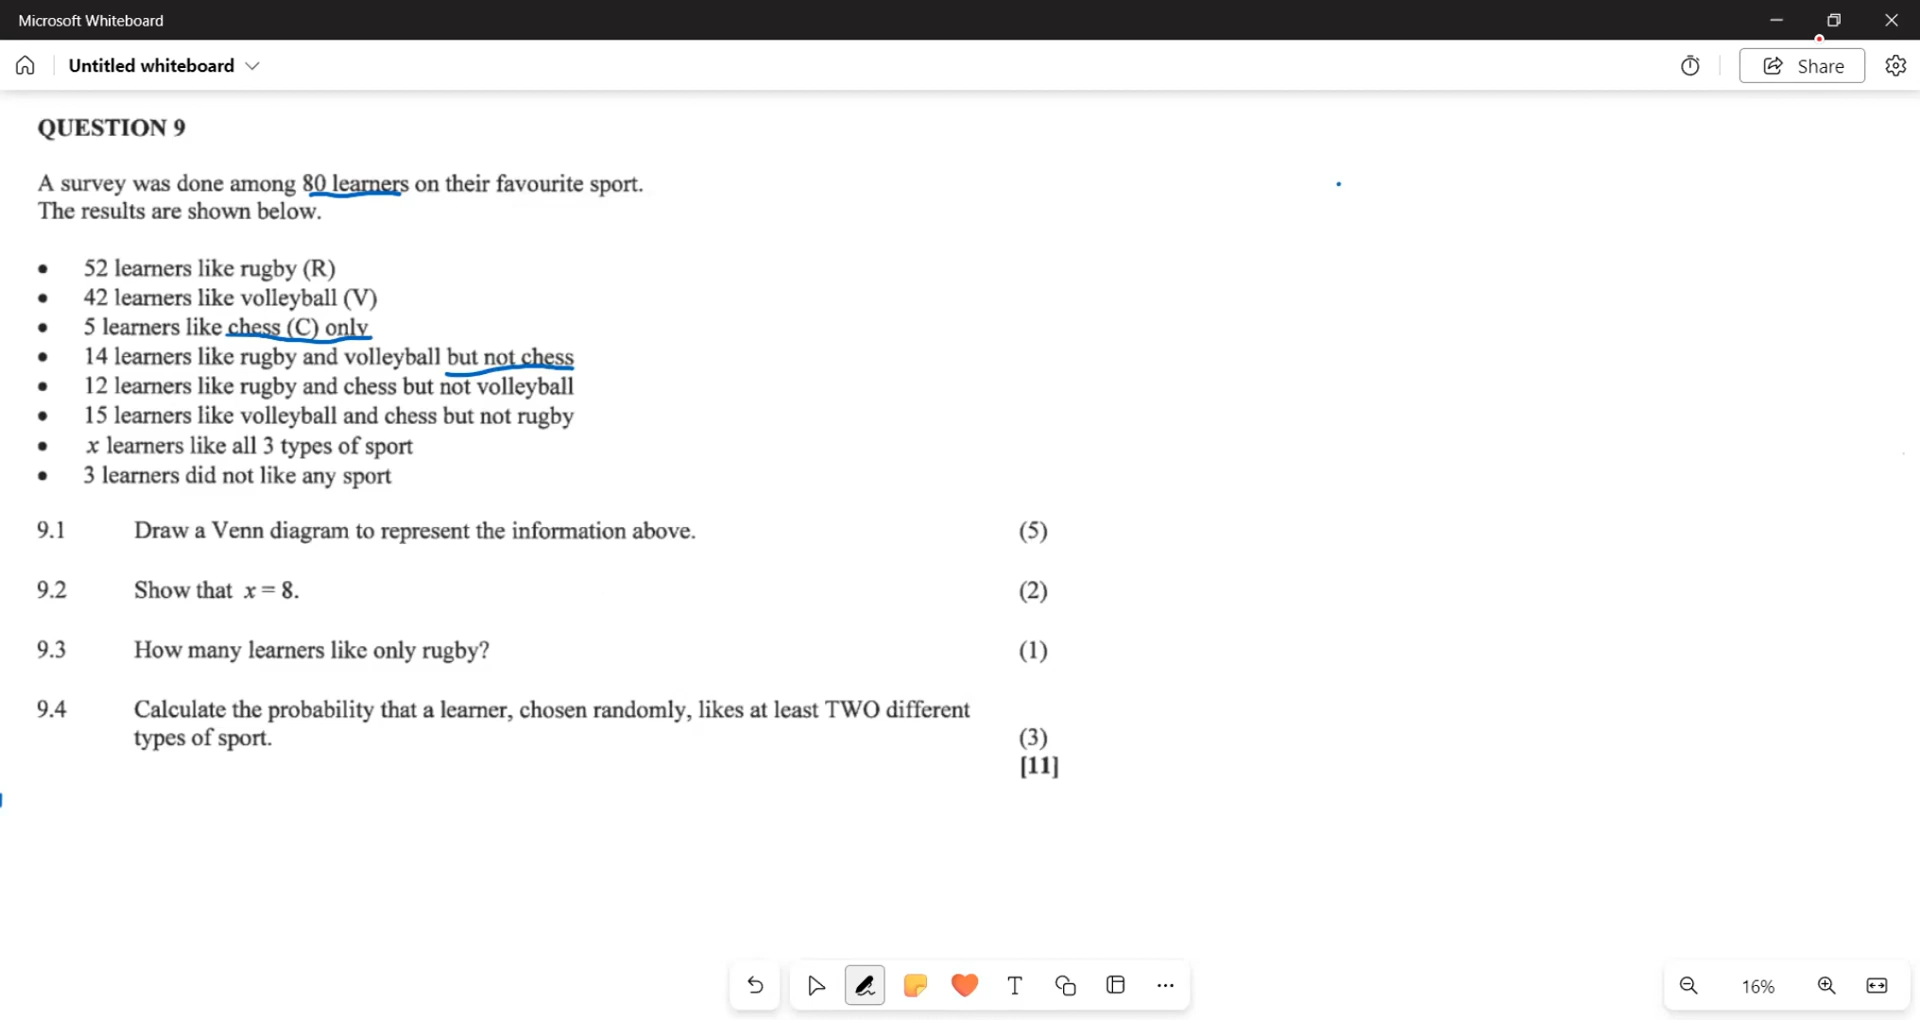 Microsoft Whiteboard
Untitled whiteboard
Share
QUESTION 9
A survey was done among 80 learners on their favourite sport.
The results are shown below.
• 52 learners like rugby (R)
• 42 learners like volleyball (V)
• 5 learners like chess (C) only
• 14 learners like rugby and volleyball but not chess
• 12 learners like rugby and chess but not volleyball
• 15 learners like volleyball and chess but not rugby
• x learners like all 3 types of sport
• 3 learners did not like any sport
9.1 Draw a Venn diagram to represent the information above. (5)
9.2 Show that x = 8. (2)
9.3 How many learners like only rugby? (1)
9.4 Calculate the probability that a learner, chosen randomly, likes at least TWO different
types of sport. (3)
[11]
16%